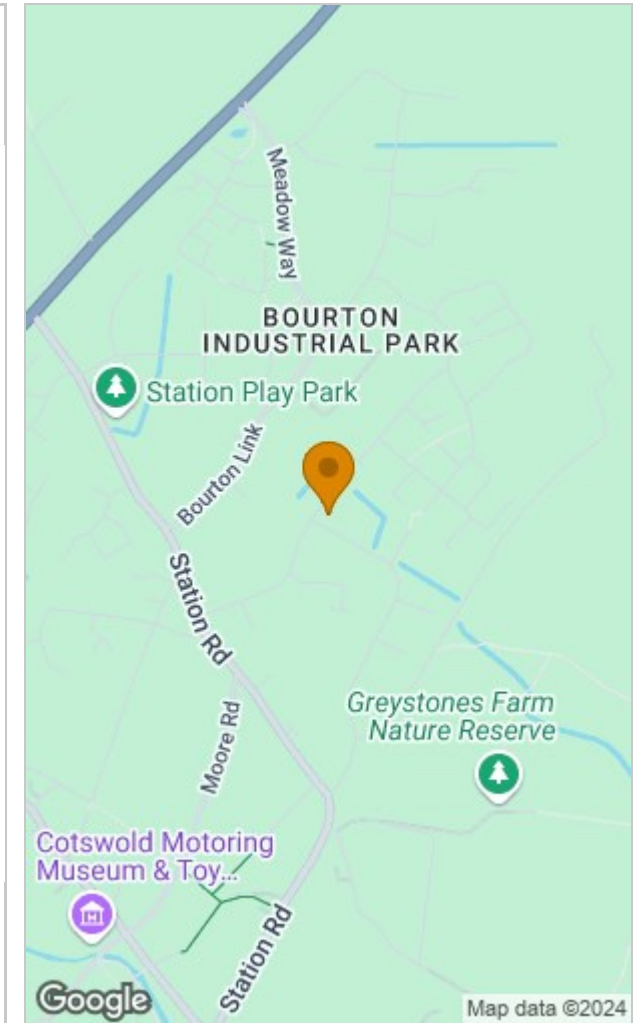 Meadow Way
BOURTON
INDUSTRIAL PARK
Station Play Park
Bourton Link
Station Rd
Greystones Farm
Nature Reserve
Moore Rd
Cotswold Motoring
Museum & Toy...
M
Station Rd
Google
Map data ©2024